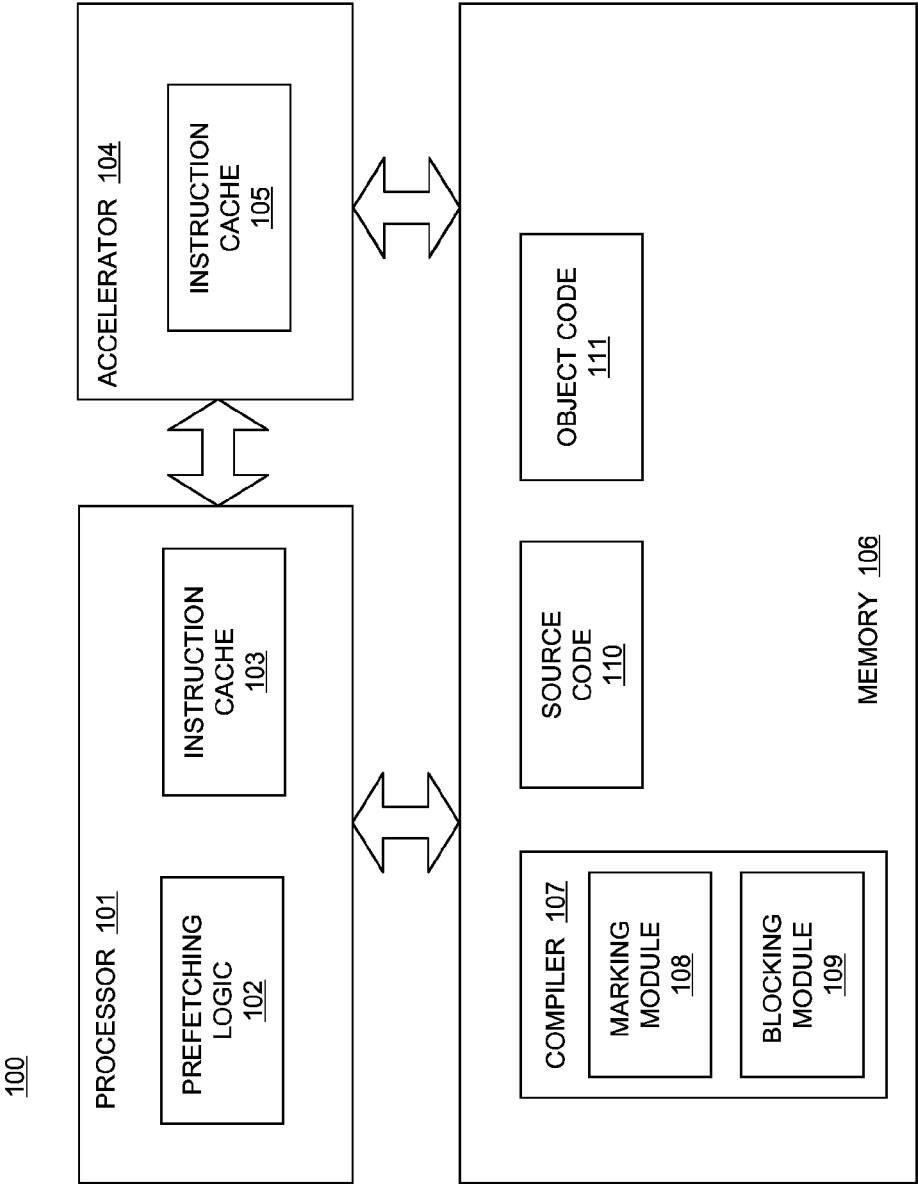 100
PROCESSOR 101
PREFETCHING
LOGIC
102
INSTRUCTION
CACHE
103
ACCELERATOR 104
INSTRUCTION
CACHE
105
COMPILER 107
MARKING
MODULE
108
BLOCKING
MODULE
109
SOURCE
CODE
110
OBJECT CODE
111
MEMORY 106